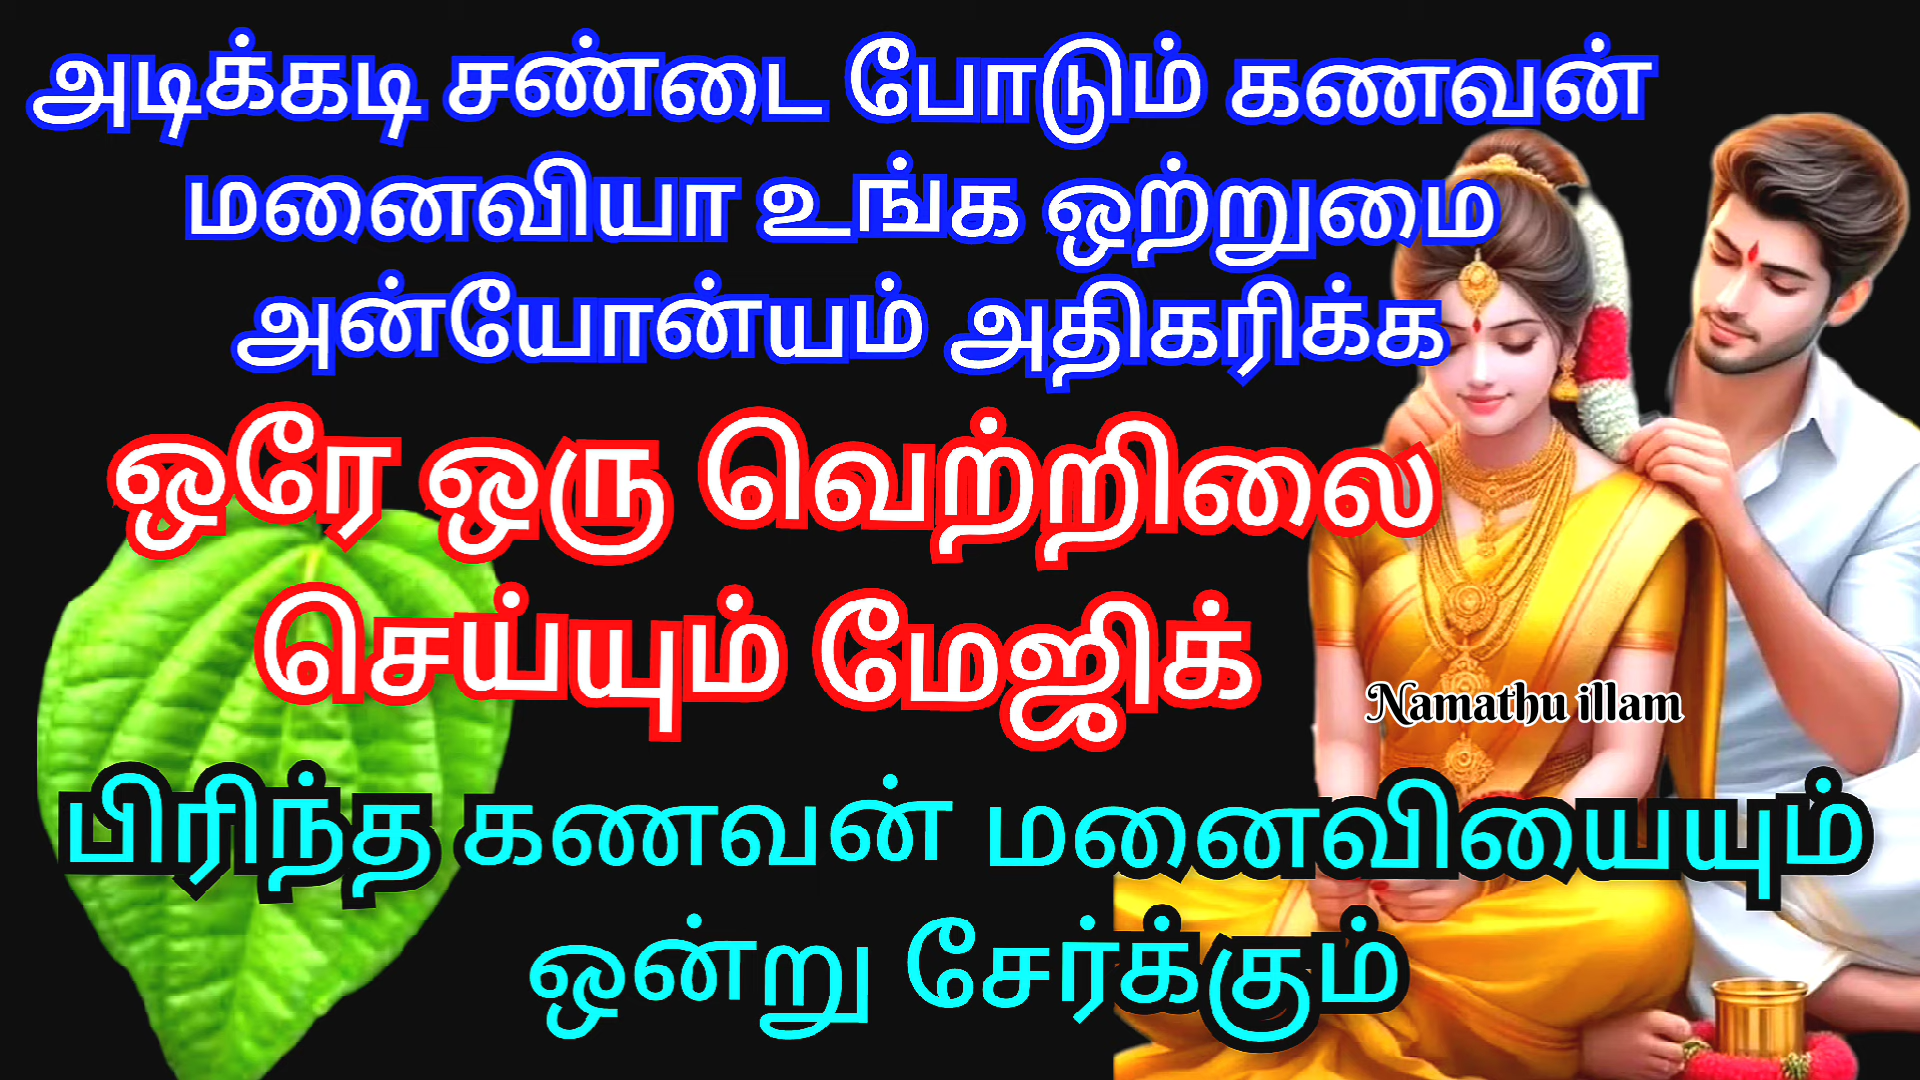 அடிக்கடி சண்டை போடும் கணவன்
மனைவியா உங்க ஒற்றுமை
அன்யோன்யம் அதிகரிக்க
ஒரே ஒரு வெற்றிலை
செய்யும் மேஜிக்
Namathu illam
பிரிந்த கணவன் மனைவியையும்
ஒன்று சேர்க்கும்